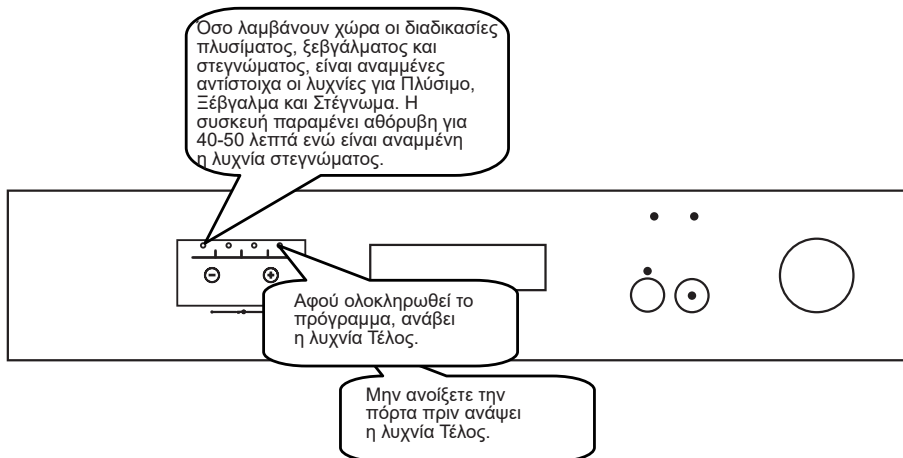 Όσο λαμβάνουν χώρα οι διαδικασίες
πλυσίματος, ξεβγάλματος και
στεγνώματος, είναι αναμμένες
αντίστοιχα οι λυχνίες για Πλύσιμο,
Ξέβγαλμα και Στέγνωμα. Η
συσκευή παραμένει αθόρυβη για
40-50 λεπτά ενώ είναι αναμμένη
η λυχνία στεγνώματος.
Αφού ολοκληρωθεί το
πρόγραμμα, ανάβει
η λυχνία Τέλος.
Μην ανοίξετε την
πόρτα πριν ανάψει
η λυχνία Τέλος.